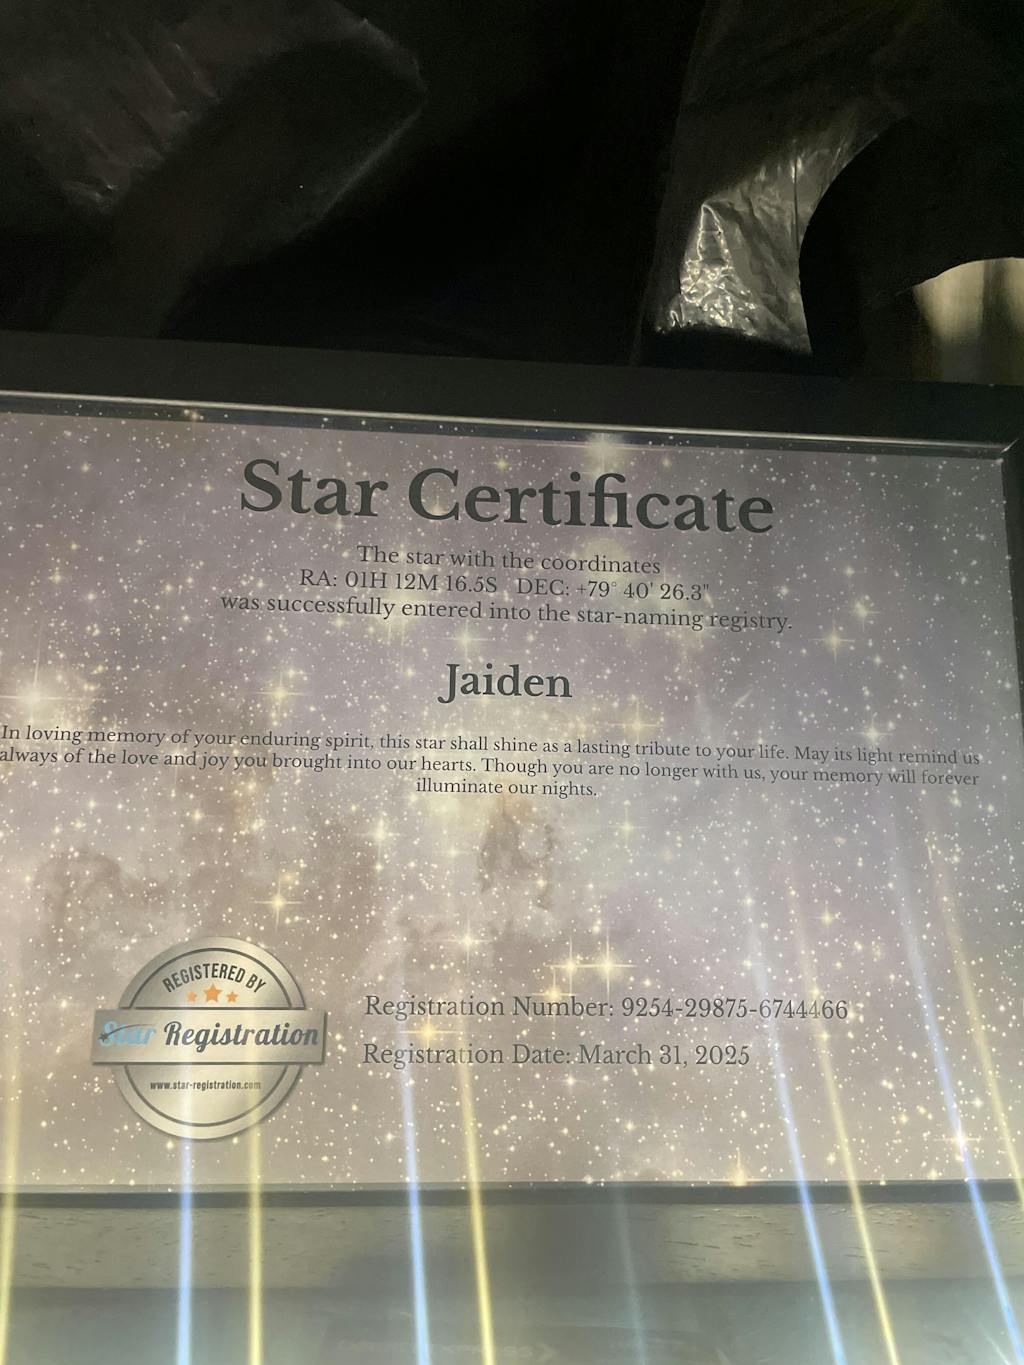 Star Certificate
The star with the coordinates
RA: 01H 12M 16.5S DEC: +79° 40' 26.3"
was successfully entered into the star-naming registry.
Jaiden
In loving memory of your enduring spirit, this star shall shine as a lasting tribute to your life. May its light remind us
always of the love and joy you brought into our hearts. Though you are no longer with us, your memory will forever
illuminate our nights.
REGISTERED BY
Star Registration
www.star-registration.com
Registration Number: 9254-29875-6744466
Registration Date: March 31, 2025